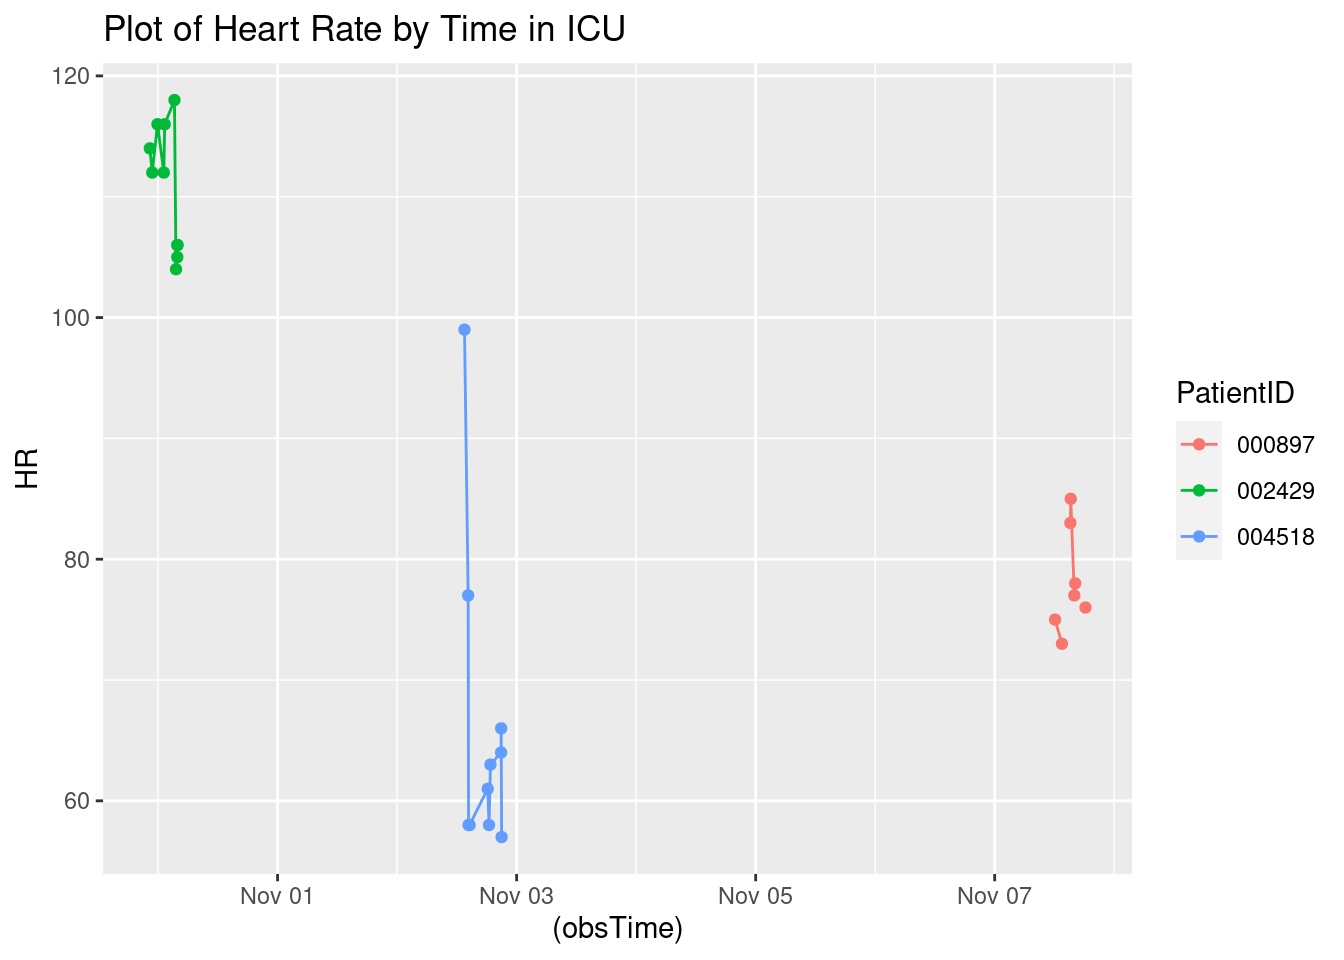 Plot of Heart Rate by Time in ICU
120
100
80
60
HR
Nov 01 Nov 03 Nov 05 Nov 07
(obsTime)
PatientID
000897
002429
004518